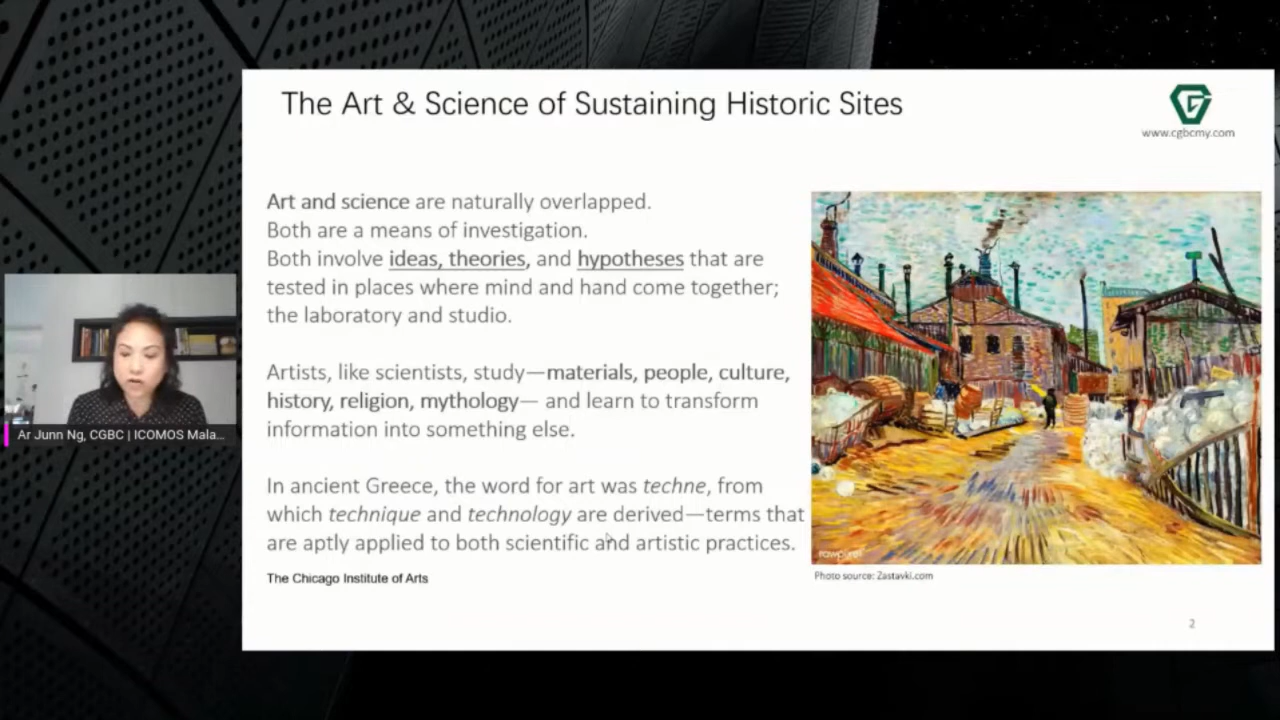 The Art & Science of Sustaining Historic Sites
www.cgbcmy.com
Art and science are naturally overlapped.
Both are a means of investigation.
Both involve ideas, theories, and hypotheses that are
tested in places where mind and hand come together;
the laboratory and studio.
Artists, like scientists, study—materials, people, culture,
history, religion, mythology— and learn to transform
information into something else.
In ancient Greece, the word for art was techne, from
which technique and technology are derived—terms that
are aptly applied to both scientific and artistic practices.
The Chicago Institute of Arts
rawpixel
Photo source: Zastavki.com
2
Ar Junn Ng, CGBC | ICOMOS Mala...